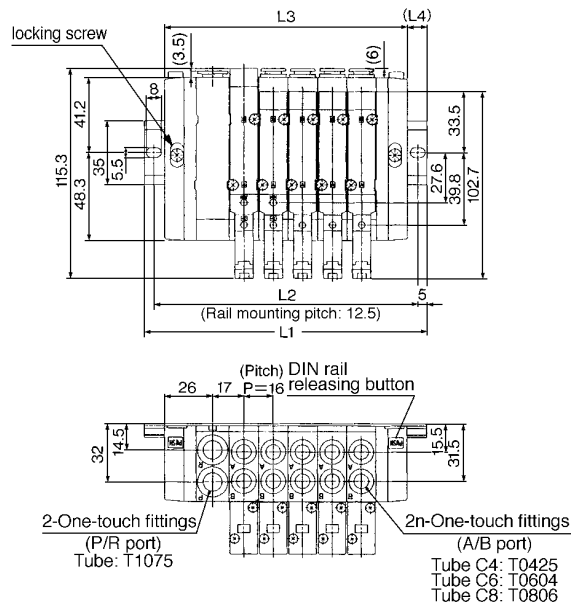 L3
(L4)
locking screw
(3.5)
(6)
8
41.2
33.5
115.3
35
5.5
48.3
27.6
39.8
102.7
L2
5
(Rail mounting pitch: 12.5)
L1
(Pitch)
P=16
DIN rail
releasing button
26
17
32
14.5
15.5
31.5
PUSH
PUSH
R
A
A
A
A
A
P
B
B
B
B
B
2-One-touch fittings
(P/R port)
Tube: T1075
2n-One-touch fittings
(A/B port)
Tube C4: T0425
Tube C6: T0604
Tube C8: T0806